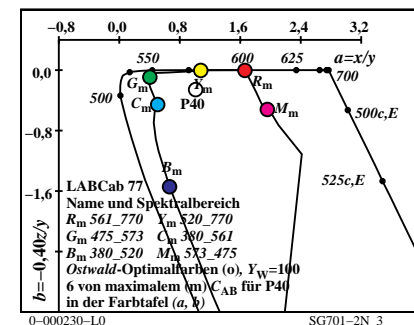 −0,8 0,0 0,8 1,6 2,4 3,2
550 600 625 a=x/y
0,0
700
Gm Ym Rm
500 Cm P40 Mm 500c,E
−0,8
Bm 525c,E
−1,6
LABCab 77
Name und Spektralbereich
Rm 561_770 Ym 520_770
Gm 475_573 Cm 380_561
Bm 380_520 Mm 573_475
Ostwald-Optimalfarben (o), YW=100
6 von maximalem (m) CAB für P40
in der Farbtafel (a, b)
b=−0,40z/y
0−000230−L0 SG701−2N_3